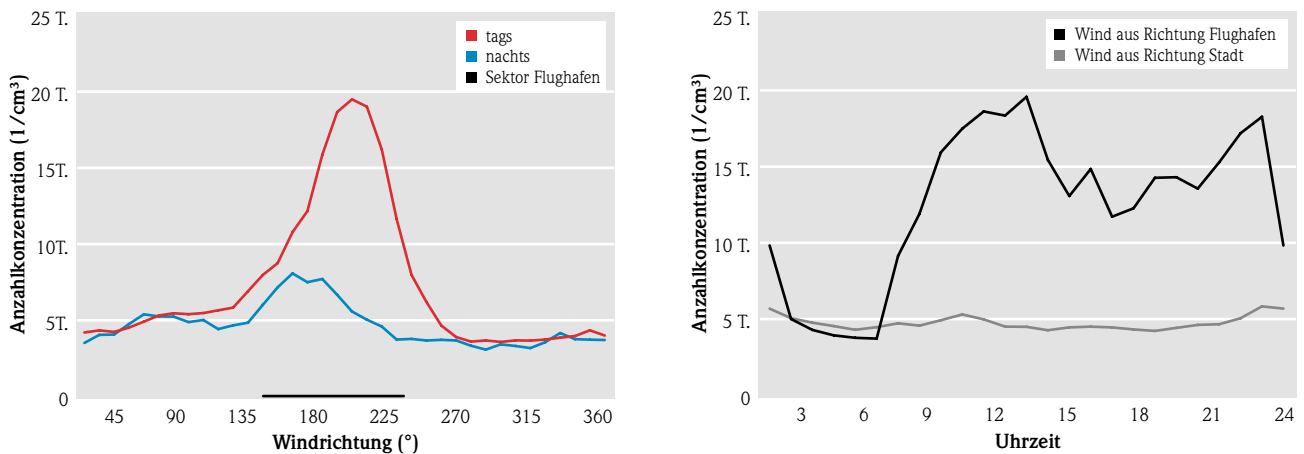 25 T.
20 T.
15T.
10T.
5T.
0
Anzahlkonzentration (1/cm³)
tags
nachts
Sektor Flughafen
45 90 135 180 225 270 315 360
Windrichtung (°)
25 T.
20 T.
15 T.
10 T.
5 T.
0
Anzahlkonzentration (1/cm³)
Wind aus Richtung Flughafen
Wind aus Richtung Stadt
3 6 9 12 15 18 21 24
Uhrzeit